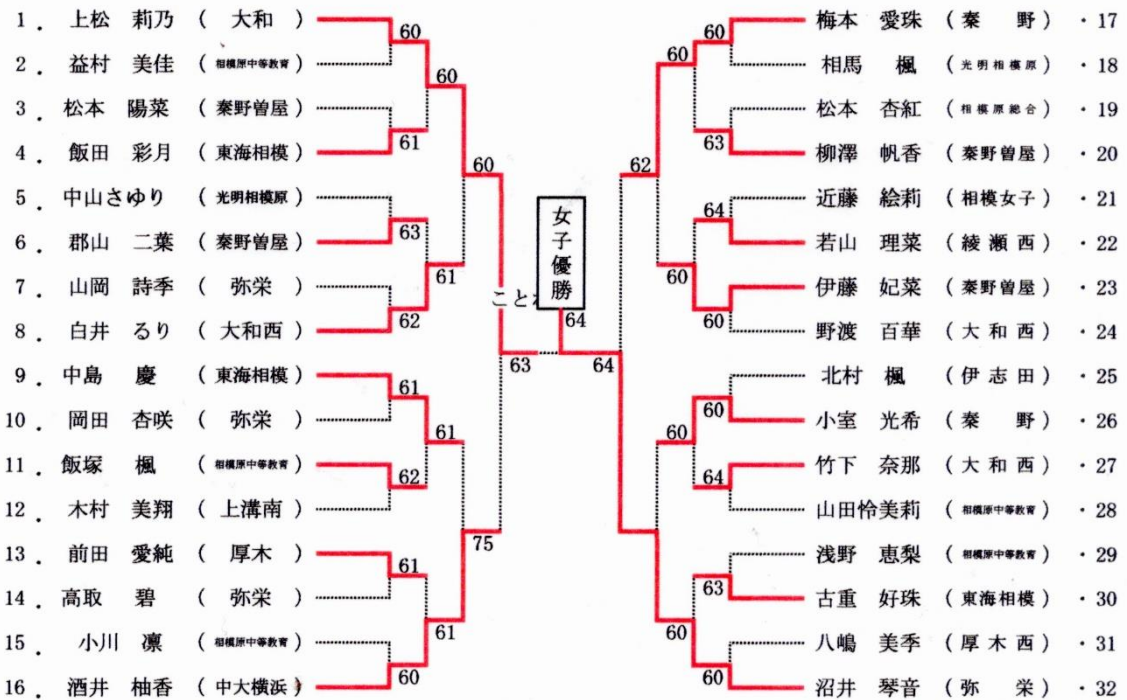 1． 上松 莉乃 （ 大和 ）
2． 益村 美佳 （相模原中等教育）
3． 松本 陽菜 （秦野曽屋）
4． 飯田 彩月 （東海相模）
5． 中山さゆり （光明相模原）
6． 郡山 二葉 （秦野曽屋）
7． 山岡 詩季 （ 弥栄 ）
8． 白井 るり （大和西）
9． 中島 慶 （東海相模）
10． 岡田 杏咲 （ 弥栄 ）
11． 飯塚 楓 （相模原中等教育）
12． 木村 美翔 （上溝南）
13． 前田 愛純 （ 厚木 ）
14． 高取 碧 （ 弥栄 ）
15． 小川 凛 （相模原中等教育）
16． 酒井 柚香 （中大横浜）
60
61
63
62
61
62
61
60
60
61
61
61
60
75
63
こと
女子優勝
64
64
62
60
60
60
60
60
63
64
60
60
64
63
60
梅本 愛珠 （秦 野）・17
相馬 楓 （光明相模原）・18
松本 杏紅 （相模原総合）・19
柳澤 帆香 （秦野曽屋）・20
近藤 絵莉 （相模女子）・21
若山 理菜 （綾瀬西）・22
伊藤 妃菜 （秦野曽屋）・23
野渡 百華 （大和西）・24
北村 楓 （伊志田）・25
小室 光希 （秦 野）・26
竹下 奈那 （大和西）・27
山田怜美莉 （相模原中等教育）・28
浅野 恵梨 （相模原中等教育）・29
古重 好珠 （東海相模）・30
八嶋 美季 （厚木西）・31
沼井 琴音 （弥 栄）・32